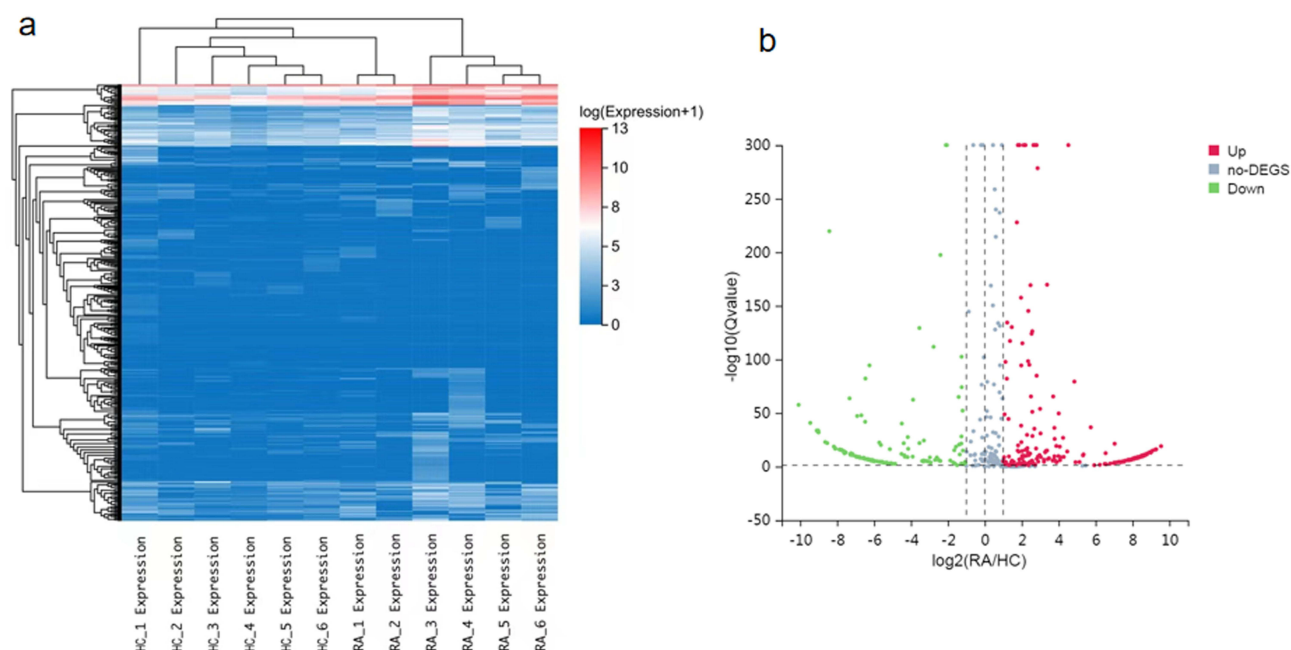 a
b
log(Expression+1)
13
10
8
5
3
0
HC_1 Expression
HC_2 Expression
HC_3 Expression
HC_4 Expression
HC_5 Expression
HC_6 Expression
RA_1 Expression
RA_2 Expression
RA_3 Expression
RA_4 Expression
RA_5 Expression
RA_6 Expression
-log10(Qvalue)
300
250
200
150
100
50
0
-50
-10 -8 -6 -4 -2 0 2 4 6 8 10
log2(RA/HC)
Up
no-DEGS
Down